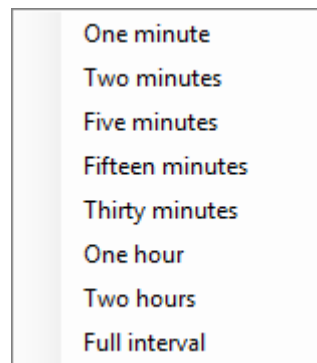 One minute
Two minutes
Five minutes
Fifteen minutes
Thirty minutes
One hour
Two hours
Full interval